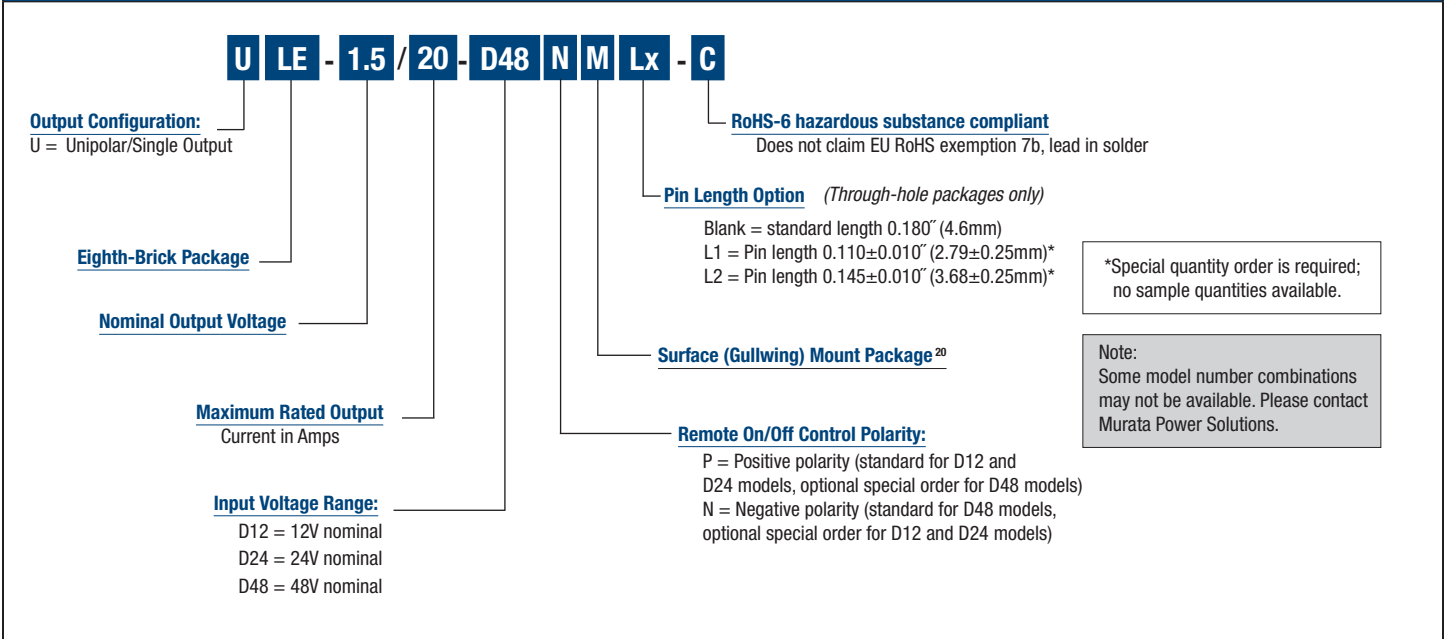 U LE - 1.5 / 20 - D48 N M Lx - C
Output Configuration:
U = Unipolar/Single Output
Eighth-Brick Package
Nominal Output Voltage
Maximum Rated Output
Current in Amps
Input Voltage Range:
D12 = 12V nominal
D24 = 24V nominal
D48 = 48V nominal
RoHS-6 hazardous substance compliant
Does not claim EU RoHS exemption 7b, lead in solder
Pin Length Option (Through-hole packages only)
Blank = standard length 0.180˝ (4.6mm)
L1 = Pin length 0.110±0.010˝ (2.79±0.25mm)*
L2 = Pin length 0.145±0.010˝ (3.68±0.25mm)*
Surface (Gullwing) Mount Package 20
Remote On/Off Control Polarity:
P = Positive polarity (standard for D12 and
D24 models, optional special order for D48 models)
N = Negative polarity (standard for D48 models,
optional special order for D12 and D24 models)
*Special quantity order is required;
no sample quantities available.
Note:
Some model number combinations
may not be available. Please contact
Murata Power Solutions.